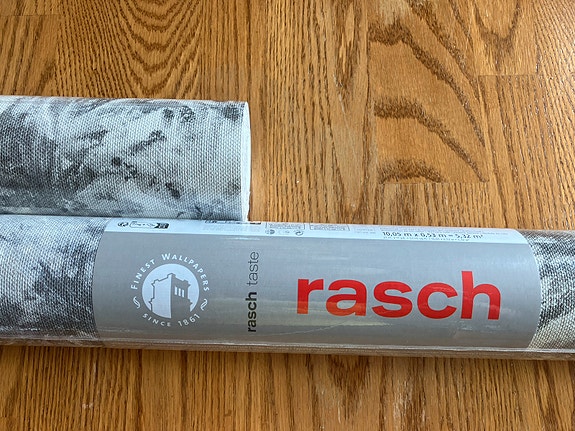 10,05 m x 0,53 m = 5,32 m²
FINEST WALLPAPERS
SINCE 1861
rasch taste
rasch